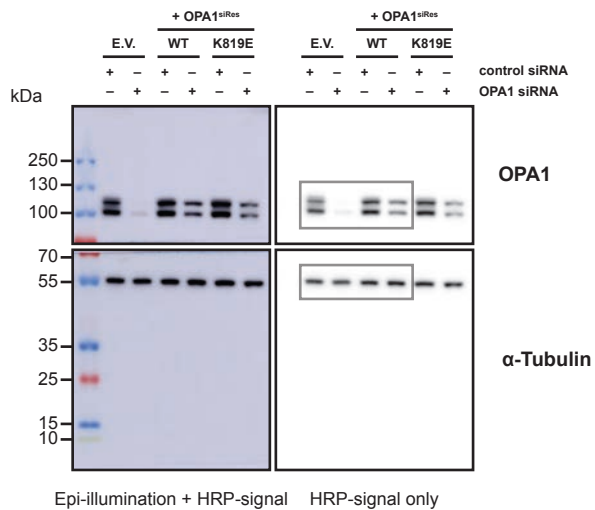 + OPA1siRes + OPA1siRes
E.V. WT K819E E.V. WT K819E
+ – + – + – + – + – + – control siRNA
– + – + – + – + – + – + OPA1 siRNA
kDa
250
130
100
OPA1
70
55
35
25
15
10
α-Tubulin
Epi-illumination + HRP-signal HRP-signal only